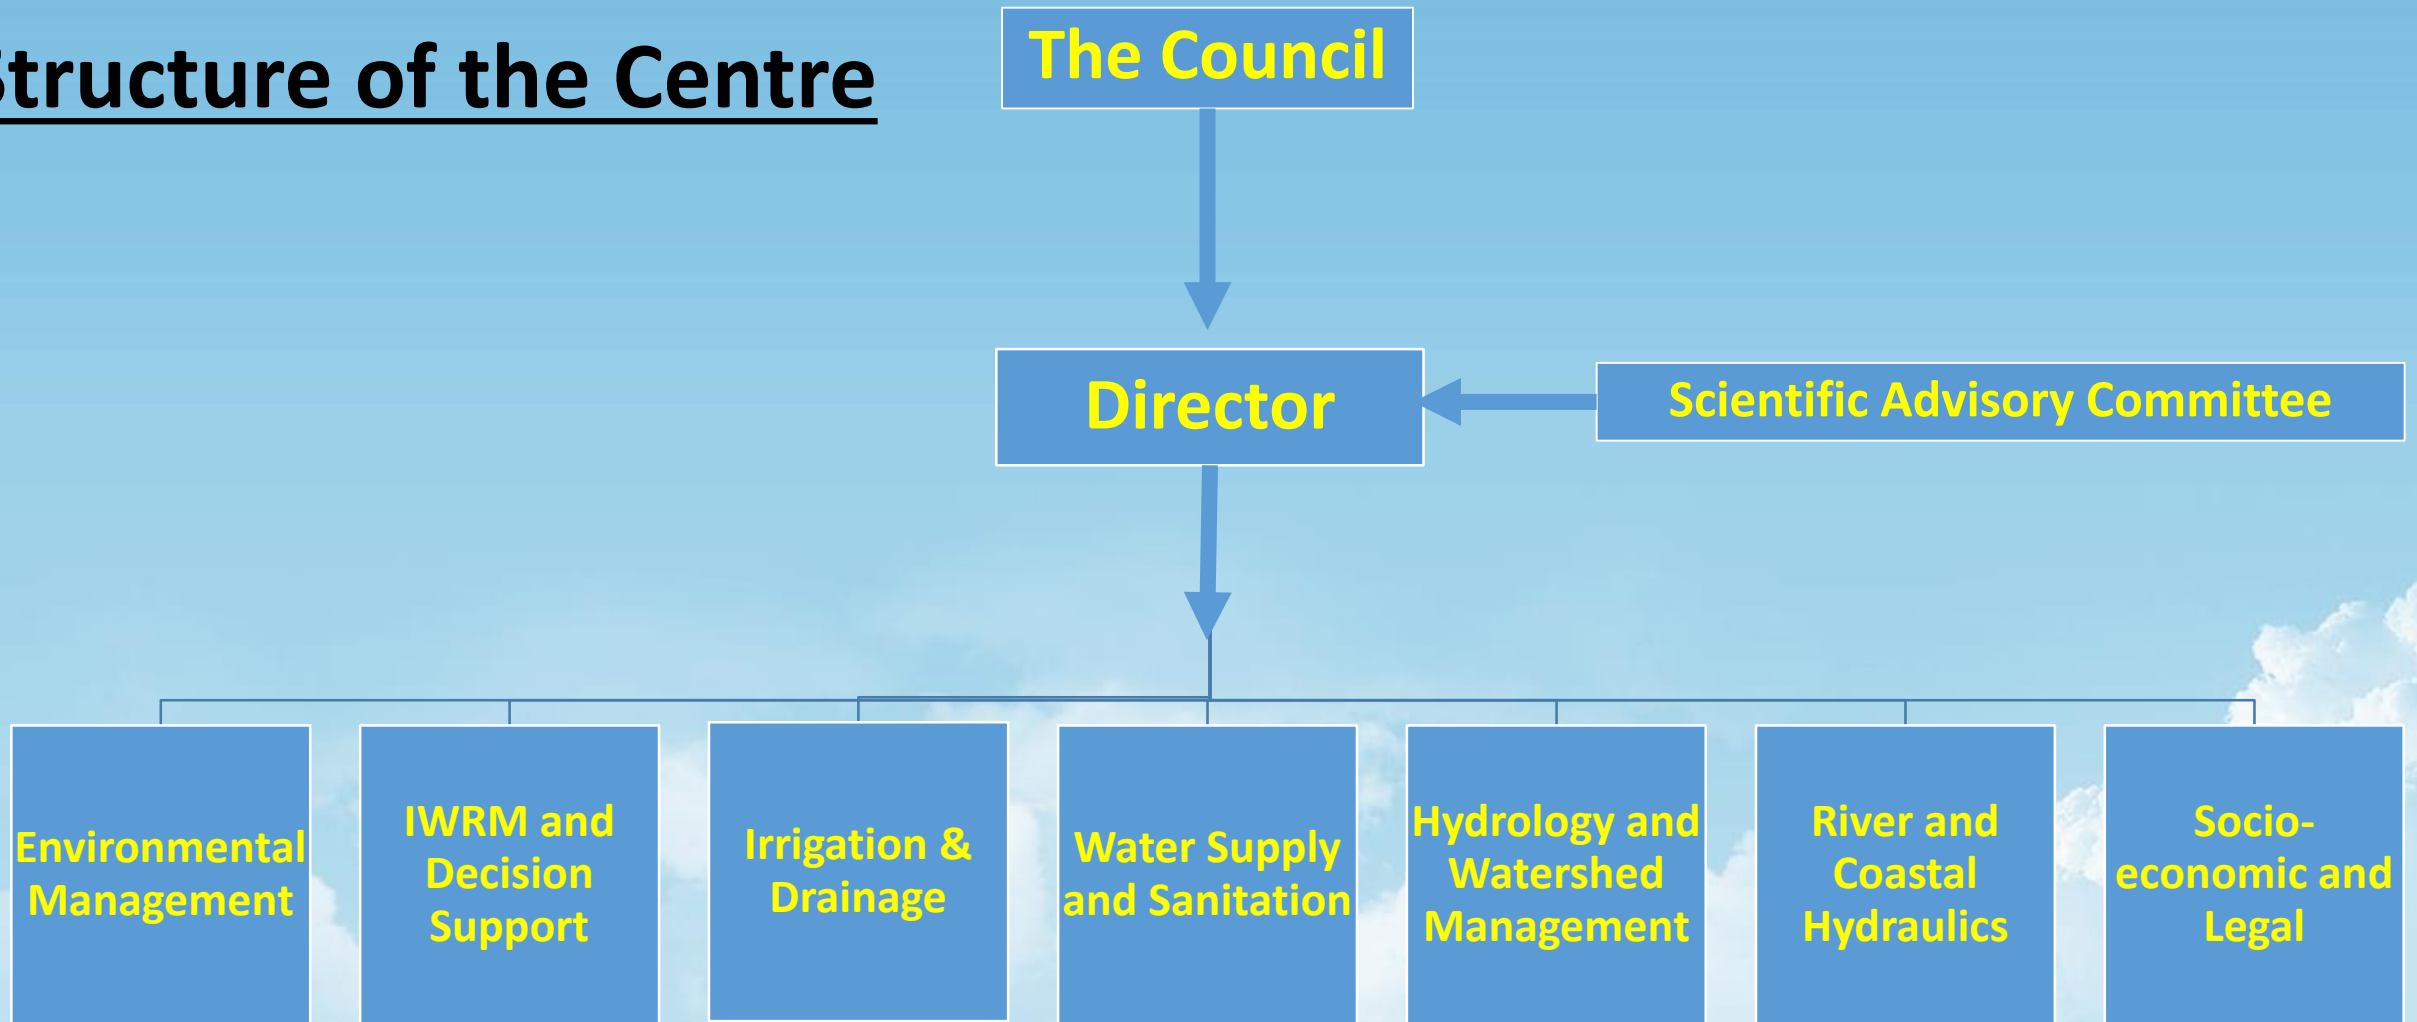 Structure of the Centre
The Council
Director
Scientific Advisory Committee
Environmental
Management
IWRM and
Decision
Support
Irrigation &
Drainage
Water Supply
and Sanitation
Hydrology and
Watershed
Management
River and
Coastal
Hydraulics
Socio-
economic and
Legal